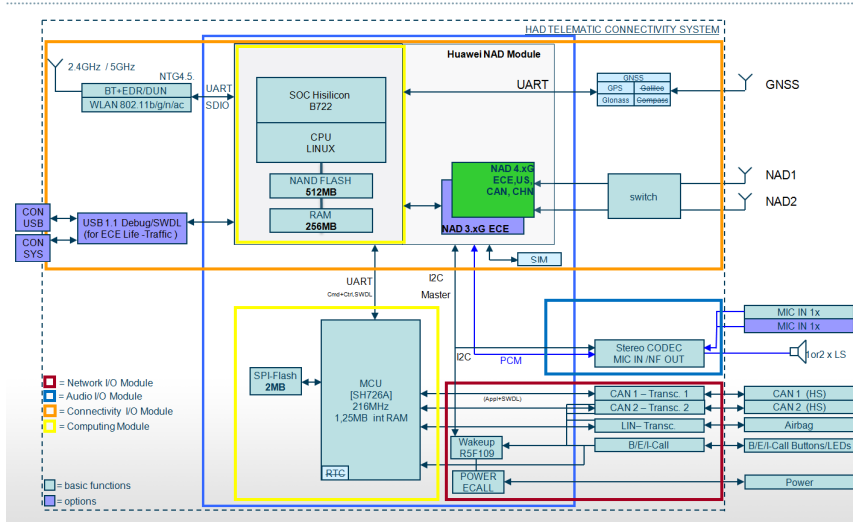 HAD TELEMATIC CONNECTIVITY SYSTEM
Huawei NAD Module
2.4GHz / 5GHz
NTG4.5.
BT+EDR/DUN
WLAN 802.11b/g/n/ac
UART
SDIO
SOC Hisilicon
B722
CPU
LINUX
NAND FLASH
512MB
RAM
256MB
UART
GNSS
GPS
Galileo
Glonass
Compass
GNSS
NAD 4.xG
ECE,US,
CAN, CHN
NAD 3.xG ECE
switch
NAD1
NAD2
CON
USB
CON
SYS
USB 1.1 Debug/SWDL
(for ECE Life -Traffic )
SIM
UART
Cmd+Ctrl,SWDL
I2C
Master
I2C
PCM
MIC IN 1x
MIC IN 1x
Stereo CODEC
MIC IN /NF OUT
1or2 x LS
SPI-Flash
2MB
MCU
[SH726A]
216MHz
1,25MB int RAM
RTC
(Appl+SWDL)
CAN 1 – Transc. 1
CAN 2 – Transc. 2
LIN– Transc.
B/E/I-Call
CAN 1 (HS)
CAN 2 (HS)
Airbag
B/E/I-Call Buttons/LEDs
Power
Wakeup
R5F109
POWER
ECALL
= Network I/O Module
= Audio I/O Module
= Connectivity I/O Module
= Computing Module
= basic functions
= options